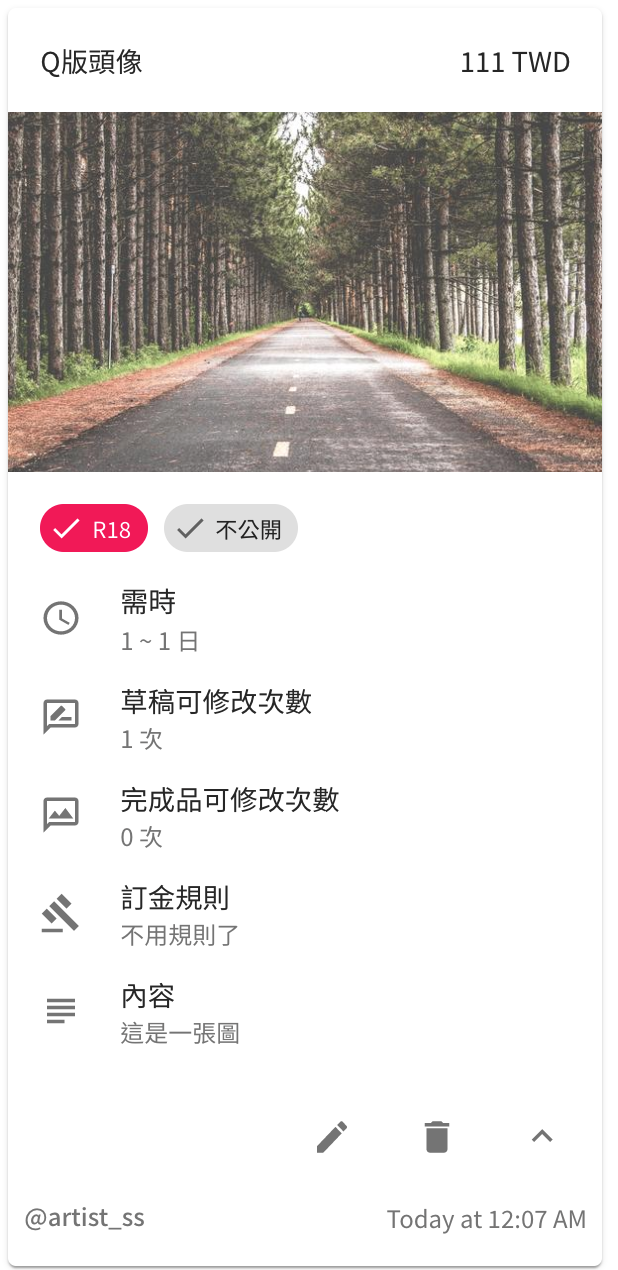 Q版頭像
111 TWD
R18
不公開
需時
1 ~ 1 日
草稿可修改次數
1 次
完成品可修改次數
0 次
訂金規則
不用規則了
內容
這是一張圖
@artist_ss
Today at 12:07 AM